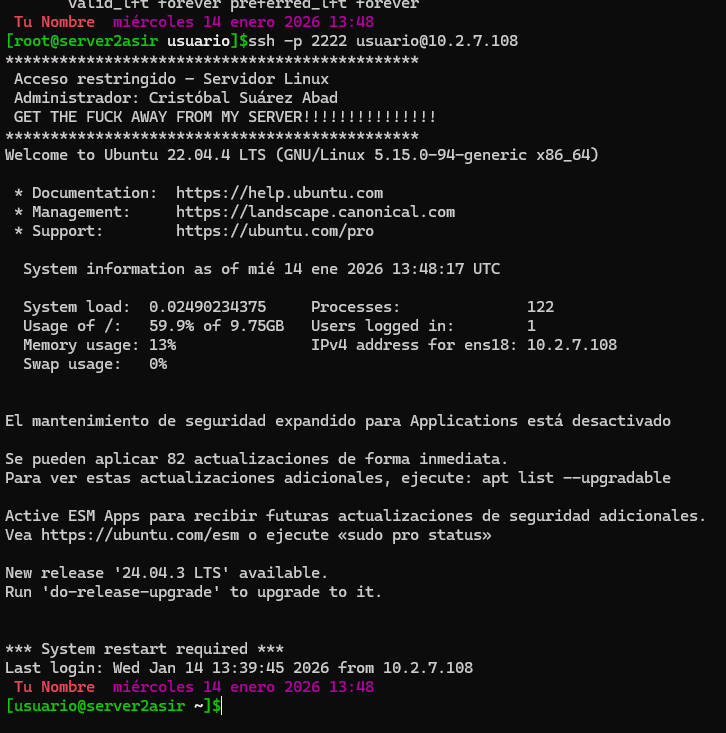 valid_lft forever preferred_lft forever
Tu Nombre miércoles 14 enero 2026 13:48
[root@server2asir usuario]$ssh -p 2222 usuario@10.2.7.108
**********************************************
Acceso restringido - Servidor Linux
Administrador: Cristóbal Suárez Abad
GET THE FUCK AWAY FROM MY SERVER!!!!!!!!!!!!!!!
**********************************************
Welcome to Ubuntu 22.04.4 LTS (GNU/Linux 5.15.0-94-generic x86_64)
* Documentation: https://help.ubuntu.com
* Management: https://landscape.canonical.com
* Support: https://ubuntu.com/pro
System information as of mié 14 ene 2026 13:48:17 UTC
System load: 0.02490234375 Processes: 122
Usage of /: 59.9% of 9.75GB Users logged in: 1
Memory usage: 13% IPv4 address for ens18: 10.2.7.108
Swap usage: 0%
El mantenimiento de seguridad expandido para Applications está desactivado
Se pueden aplicar 82 actualizaciones de forma inmediata.
Para ver estas actualizaciones adicionales, ejecute: apt list --upgradable
Active ESM Apps para recibir futuras actualizaciones de seguridad adicionales.
Vea https://ubuntu.com/esm o ejecute «sudo pro status»
New release '24.04.3 LTS' available.
Run 'do-release-upgrade' to upgrade to it.
*** System restart required ***
Last login: Wed Jan 14 13:39:45 2026 from 10.2.7.108
Tu Nombre miércoles 14 enero 2026 13:48
[usuario@server2asir ~]$